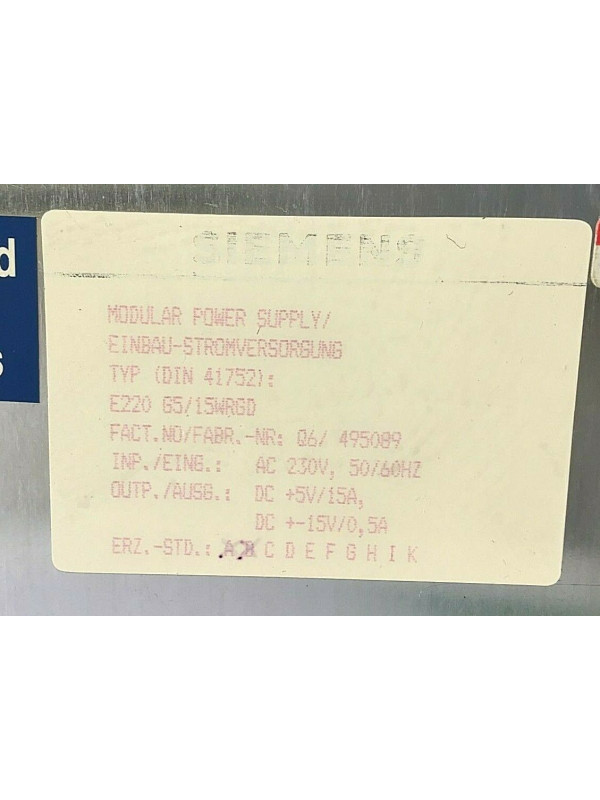 d
s
SIEMENS
MODULAR POWER SUPPLY/
EINBAU-STROMVERSORGUNG
TYP (DIN 41752):
E220 G5/15WRGD
FACT.NO/FABR.-NR: Q6/ 495089
INP./EING.: AC 230V, 50/60HZ
OUTP./AUSG.: DC +5V/15A,
DC +-15V/0,5A
ERZ.-STD.: A B C D E F G H I K